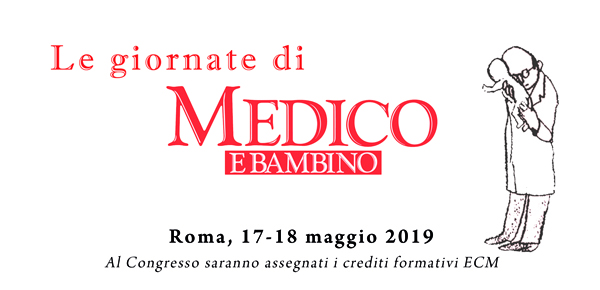 Le giornate di
MEDICO
E BAMBINO
Roma, 17-18 maggio 2019
Al Congresso saranno assegnati i crediti formativi ECM